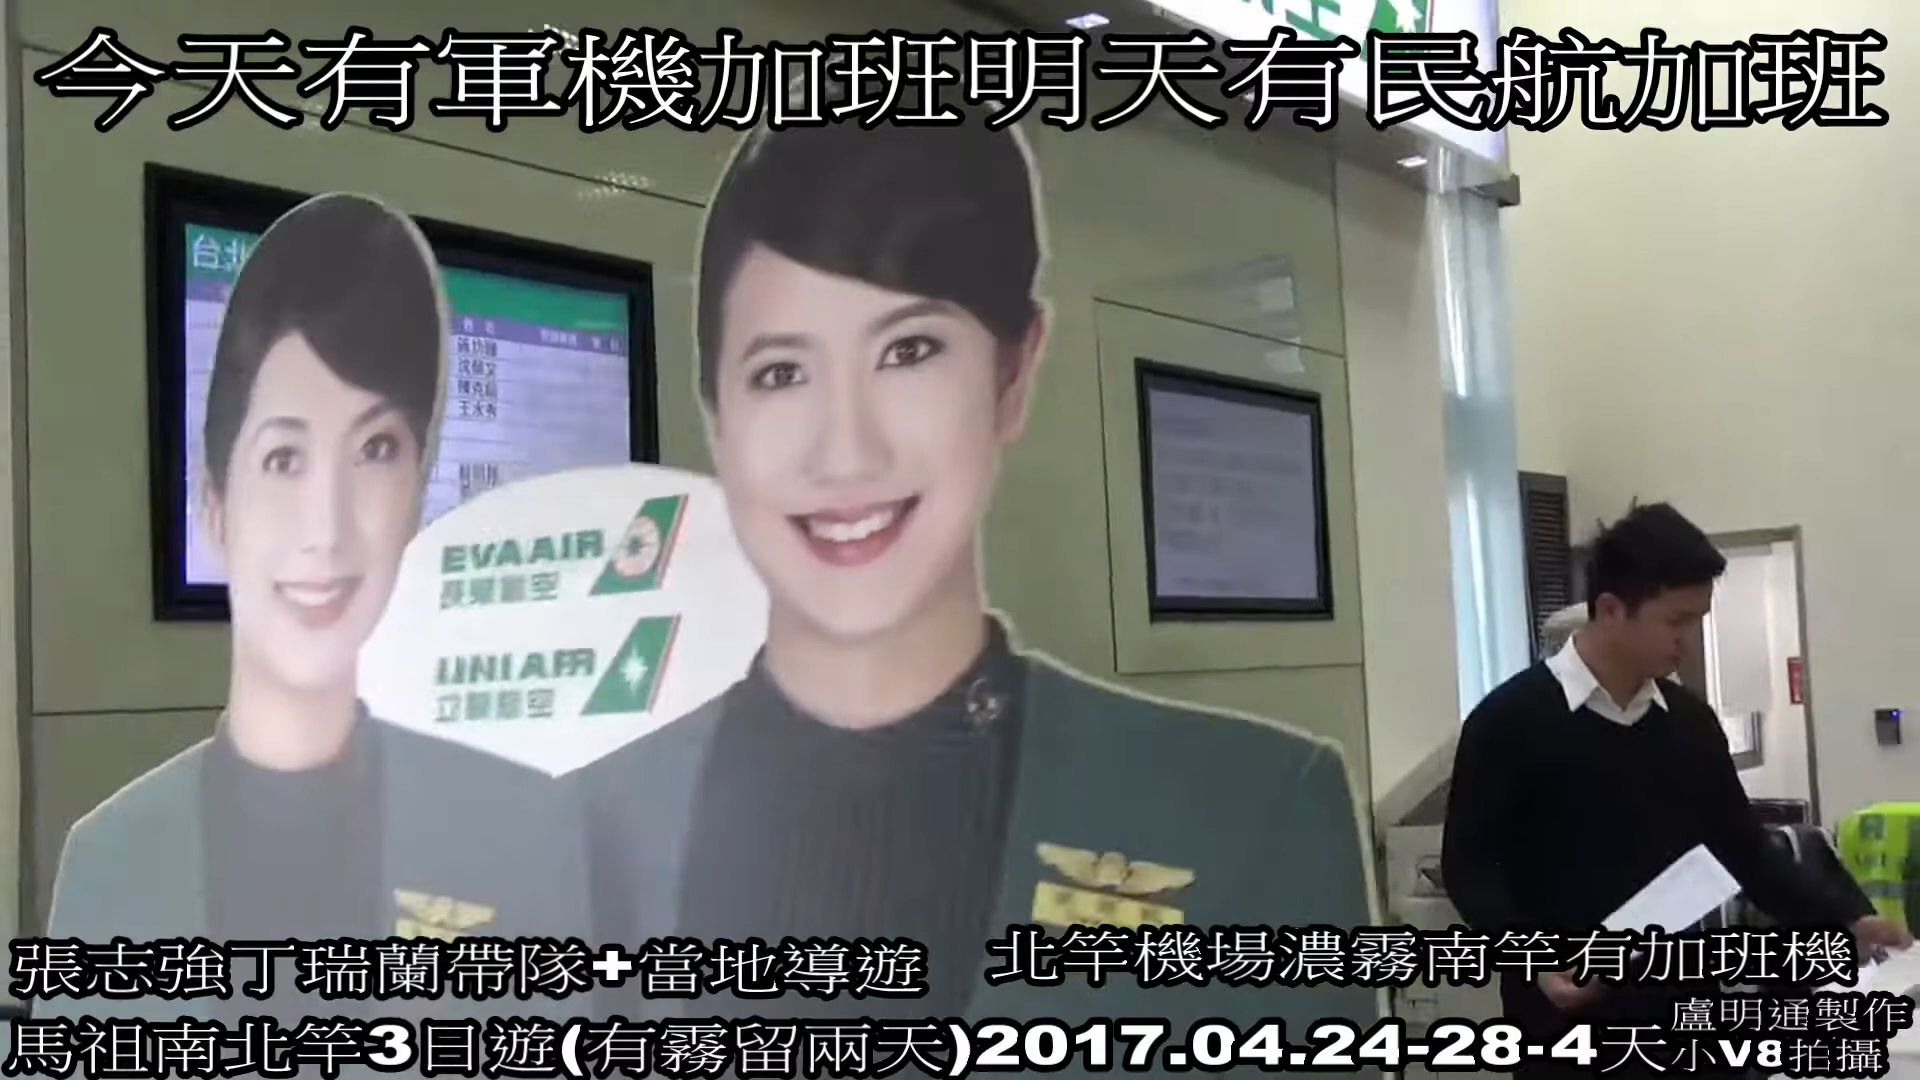 今天有軍機加班明天有民航加班
台北
姓 名
EVA AIR
長榮航空
UNI AIR
立榮航空
張志強丁瑞蘭帶隊+當地導遊
北竿機場濃霧南竿有加班機
馬祖南北竿3日遊(有霧留兩天)2017.04.24-28-4天
盧明通製作
小V8拍攝